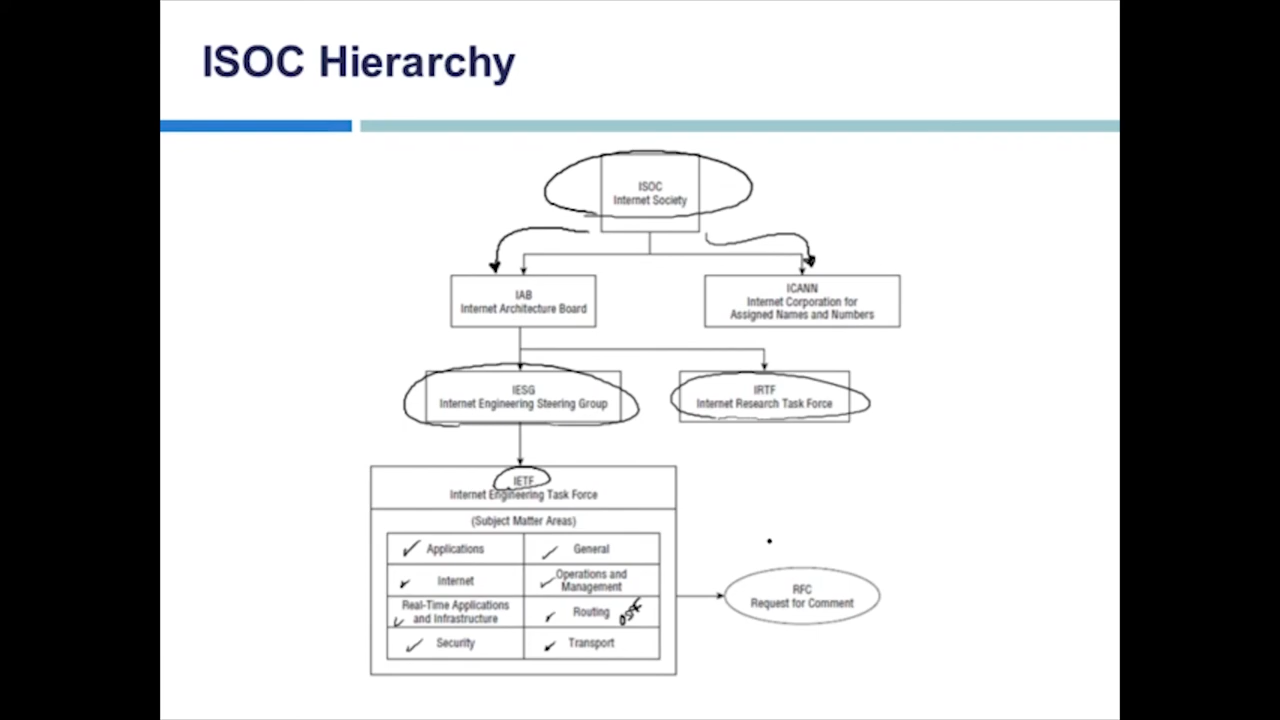 ISOC Hierarchy
ISOC
Internet Society
IAB
Internet Architecture Board
ICANN
Internet Corporation for
Assigned Names and Numbers
IESG
Internet Engineering Steering Group
IRTF
Internet Research Task Force
IETF
Internet Engineering Task Force
(Subject Matter Areas)
Applications
General
Internet
Operations and
Management
Real-Time Applications
and Infrastructure
Routing
OSPF
Security
Transport
RFC
Request for Comment